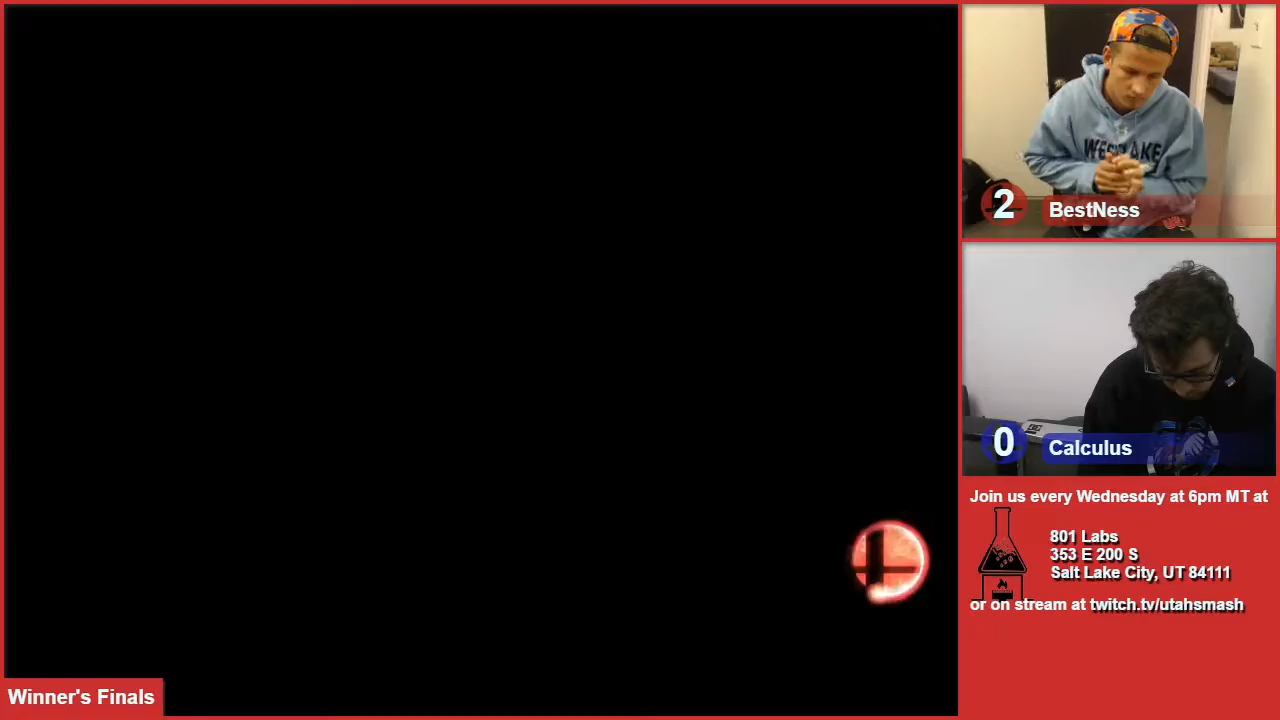 WESTLAKE
2
BestNess
0
Calculus
Join us every Wednesday at 6pm MT at
801 Labs
353 E 200 S
Salt Lake City, UT 84111
or on stream at twitch.tv/utahsmash
Winner's Finals